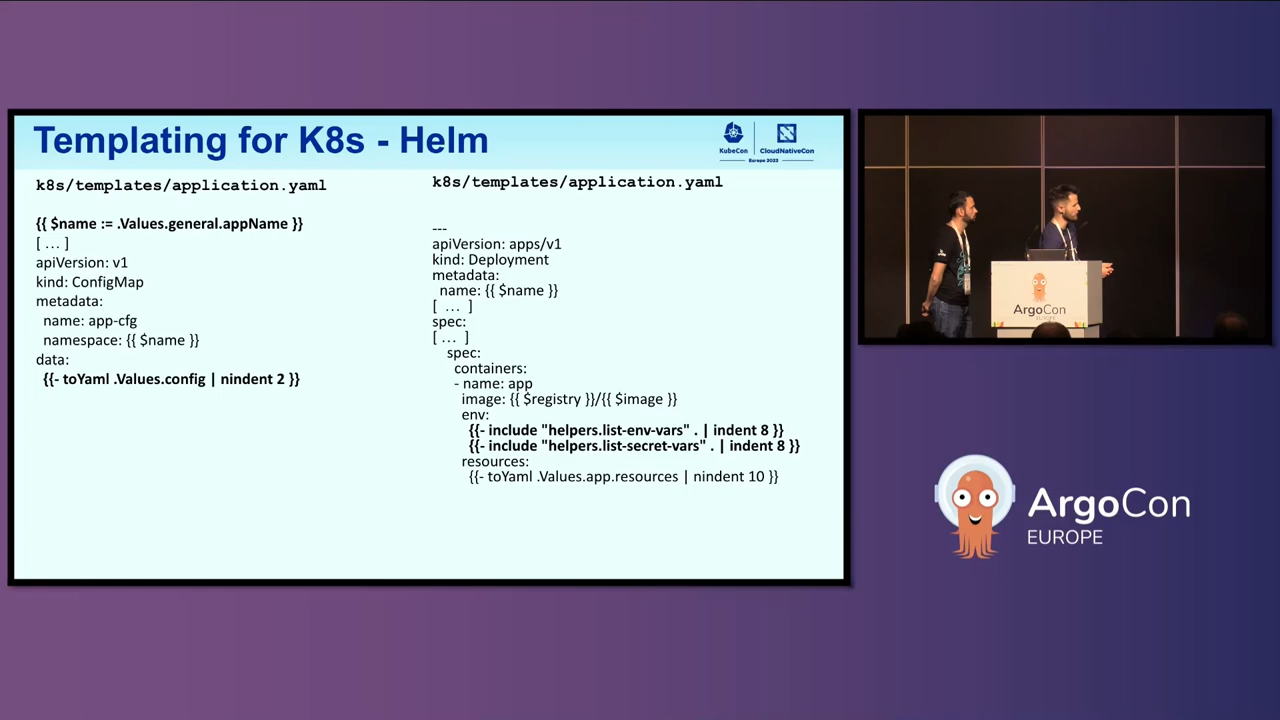 Templating for K8s - Helm
KubeCon
CloudNativeCon
Europe 2023
k8s/templates/application.yaml
{{ $name := .Values.general.appName }}
[ ... ]
apiVersion: v1
kind: ConfigMap
metadata:
name: app-cfg
namespace: {{ $name }}
data:
{{- toYaml .Values.config | nindent 2 }}
k8s/templates/application.yaml
---
apiVersion: apps/v1
kind: Deployment
metadata:
name: {{ $name }}
[ ... ]
spec:
[ ... ]
spec:
containers:
- name: app
image: {{ $registry }}/{{ $image }}
env:
{{- include "helpers.list-env-vars" . | indent 8 }}
{{- include "helpers.list-secret-vars" . | indent 8 }}
resources:
{{- toYaml .Values.app.resources | nindent 10 }}
ArgoCon
EUROPE
ArgoCon
EUROPE